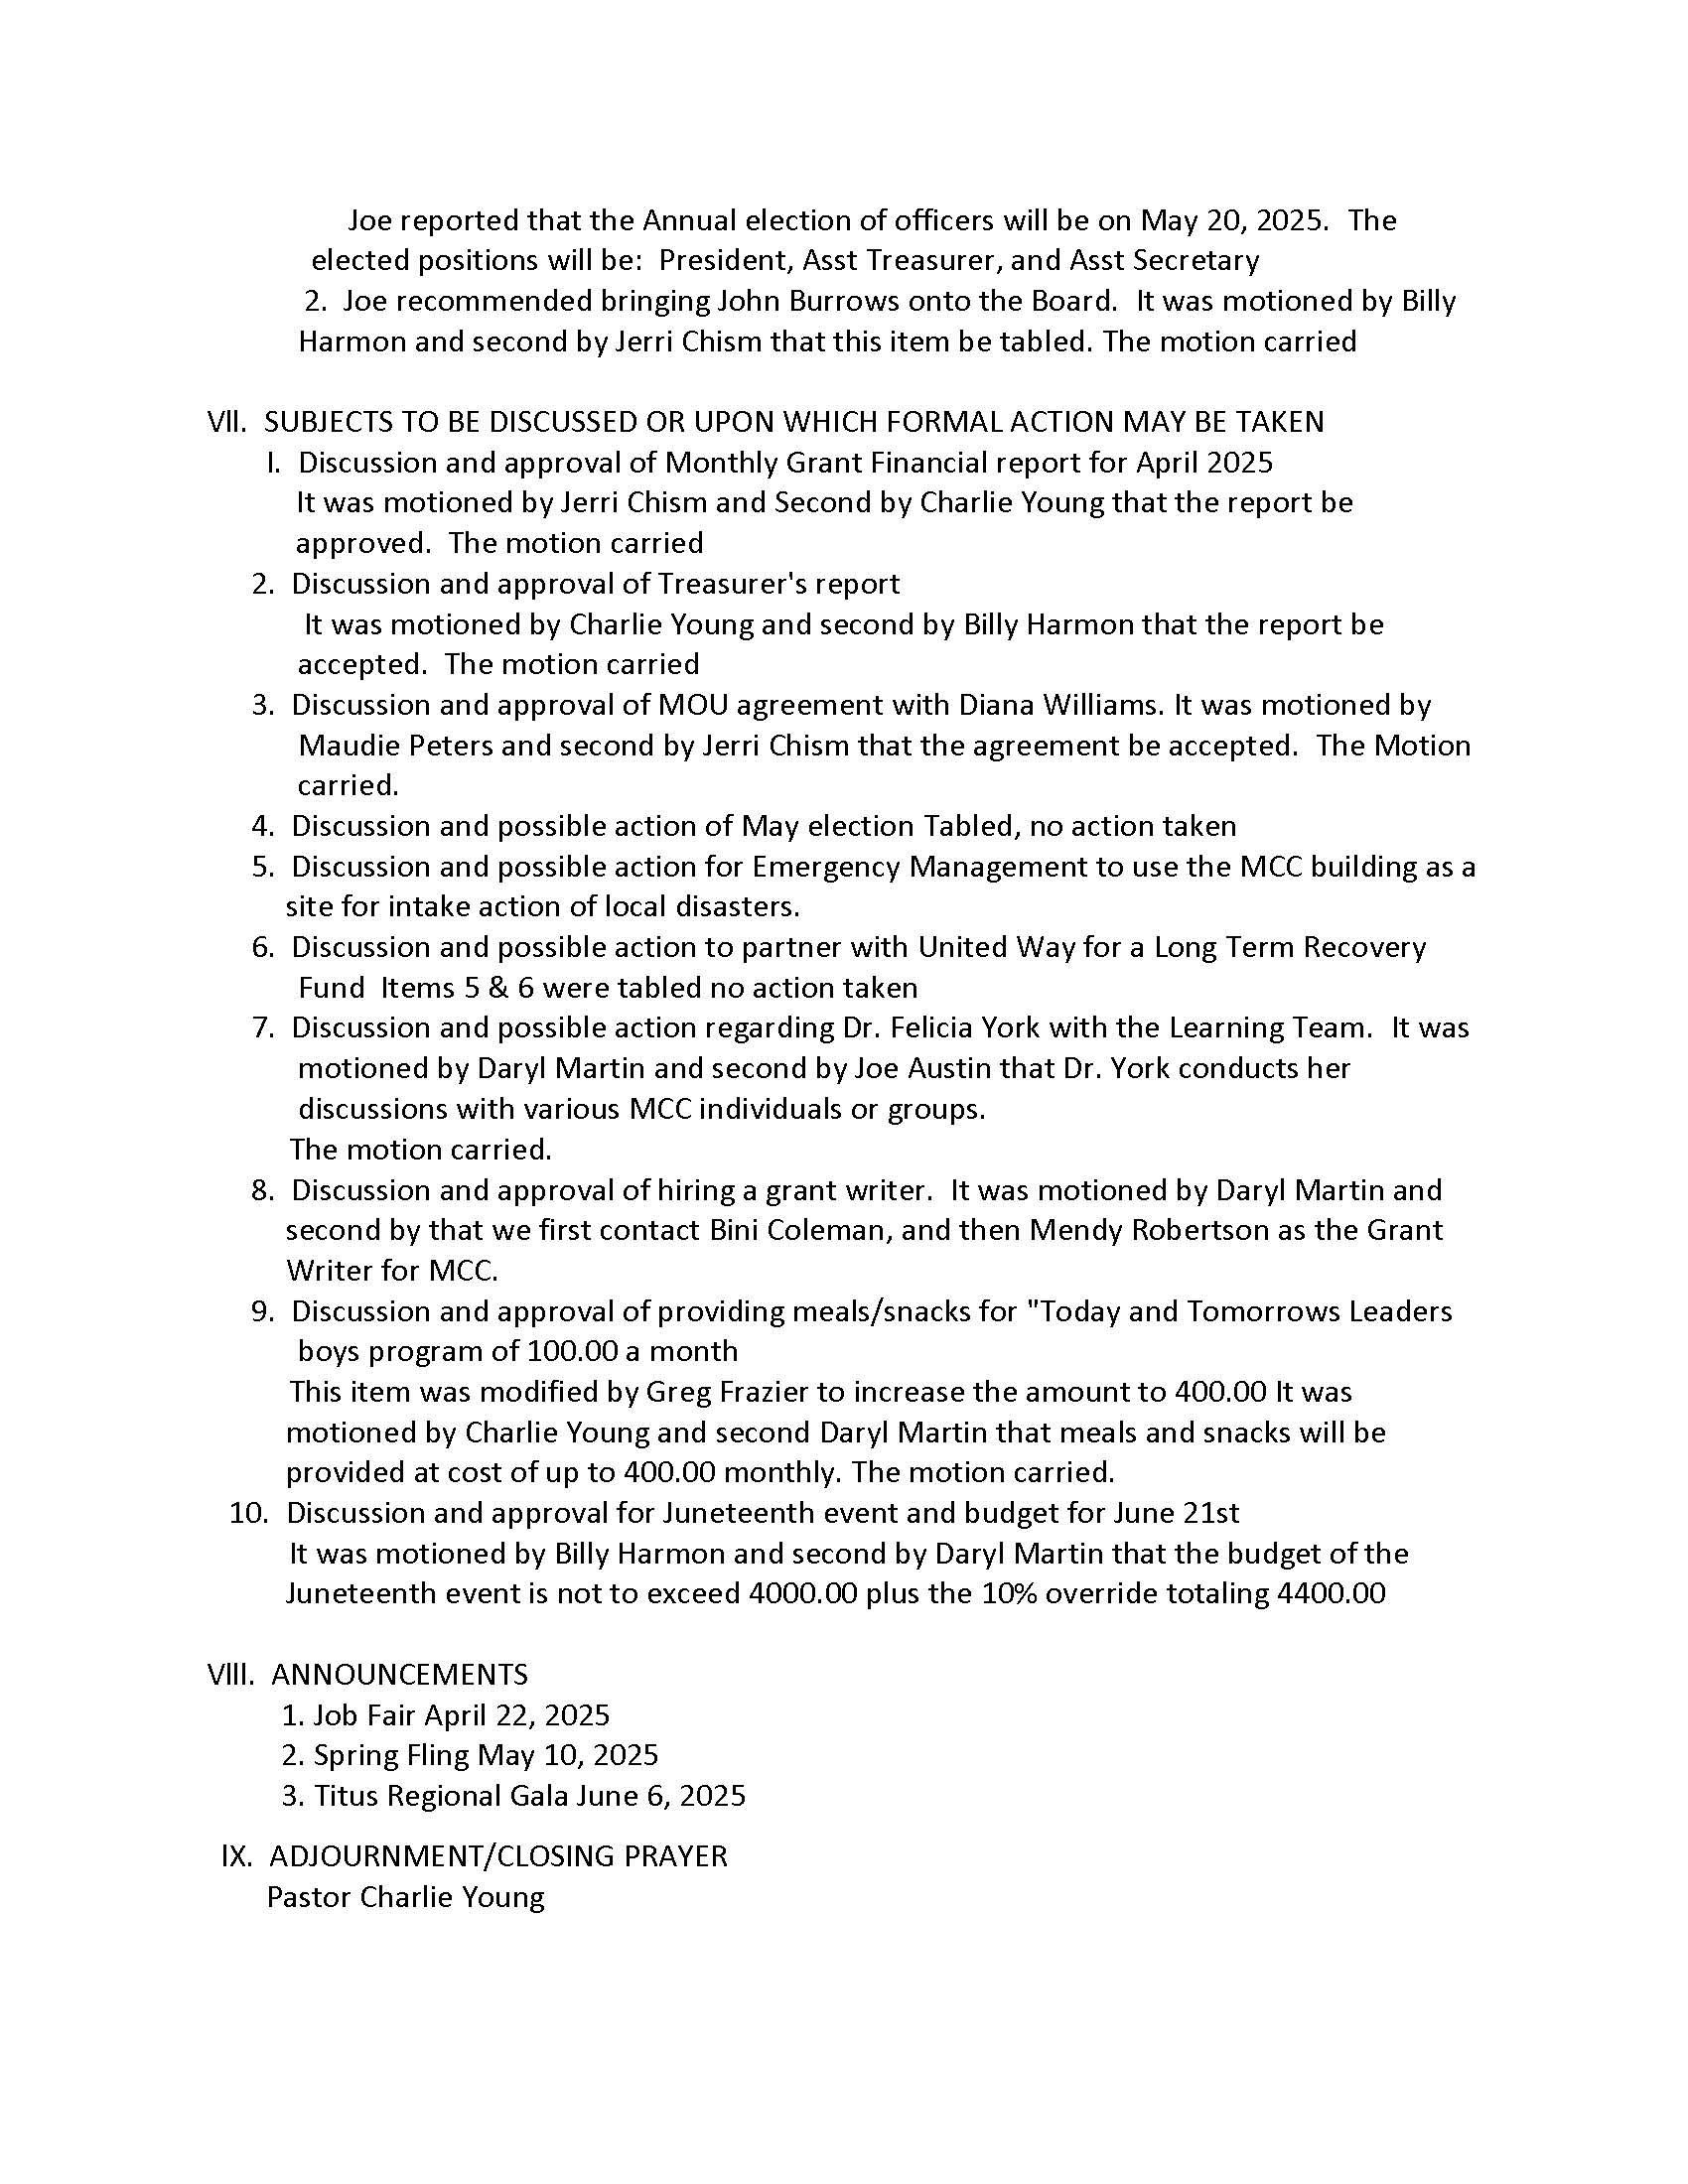 Joe reported that the Annual election of officers will be on May 20, 2025. The
elected positions will be: President, Asst Treasurer, and Asst Secretary
2. Joe recommended bringing John Burrows onto the Board. It was motioned by Billy
Harmon and second by Jerri Chism that this item be tabled. The motion carried
VII. SUBJECTS TO BE DISCUSSED OR UPON WHICH FORMAL ACTION MAY BE TAKEN
I. Discussion and approval of Monthly Grant Financial report for April 2025
It was motioned by Jerri Chism and Second by Charlie Young that the report be
approved. The motion carried
2. Discussion and approval of Treasurer's report
It was motioned by Charlie Young and second by Billy Harmon that the report be
accepted. The motion carried
3. Discussion and approval of MOU agreement with Diana Williams. It was motioned by
Maudie Peters and second by Jerri Chism that the agreement be accepted. The Motion
carried.
4. Discussion and possible action of May election Tabled, no action taken
5. Discussion and possible action for Emergency Management to use the MCC building as a
site for intake action of local disasters.
6. Discussion and possible action to partner with United Way for a Long Term Recovery
Fund Items 5 & 6 were tabled no action taken
7. Discussion and possible action regarding Dr. Felicia York with the Learning Team. It was
motioned by Daryl Martin and second by Joe Austin that Dr. York conducts her
discussions with various MCC individuals or groups.
The motion carried.
8. Discussion and approval of hiring a grant writer. It was motioned by Daryl Martin and
second by that we first contact Bini Coleman, and then Mendy Robertson as the Grant
Writer for MCC.
9. Discussion and approval of providing meals/snacks for "Today and Tomorrows Leaders
boys program of 100.00 a month
This item was modified by Greg Frazier to increase the amount to 400.00 It was
motioned by Charlie Young and second Daryl Martin that meals and snacks will be
provided at cost of up to 400.00 monthly. The motion carried.
10. Discussion and approval for Juneteenth event and budget for June 21st
It was motioned by Billy Harmon and second by Daryl Martin that the budget of the
Juneteenth event is not to exceed 4000.00 plus the 10% override totaling 4400.00
VIII. ANNOUNCEMENTS
1. Job Fair April 22, 2025
2. Spring Fling May 10, 2025
3. Titus Regional Gala June 6, 2025
IX. ADJOURNMENT/CLOSING PRAYER
Pastor Charlie Young